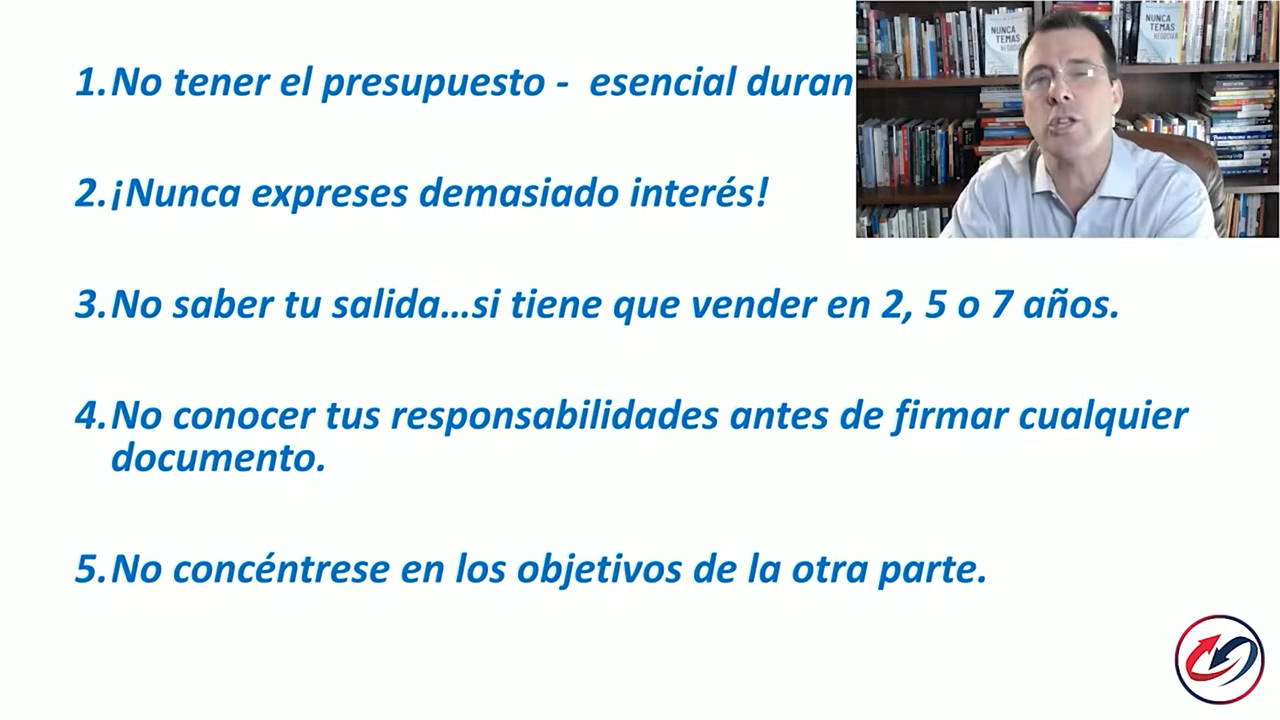 1. No tener el presupuesto - esencial duran
2. ¡Nunca expreses demasiado interés!
3. No saber tu salida...si tiene que vender en 2, 5 o 7 años.
4. No conocer tus responsabilidades antes de firmar cualquier
documento.
5. No concéntrese en los objetivos de la otra parte.
NUNCA
TEMAS
NEGOCIAR
NUNCA
TEMAS
NEGOCIAR